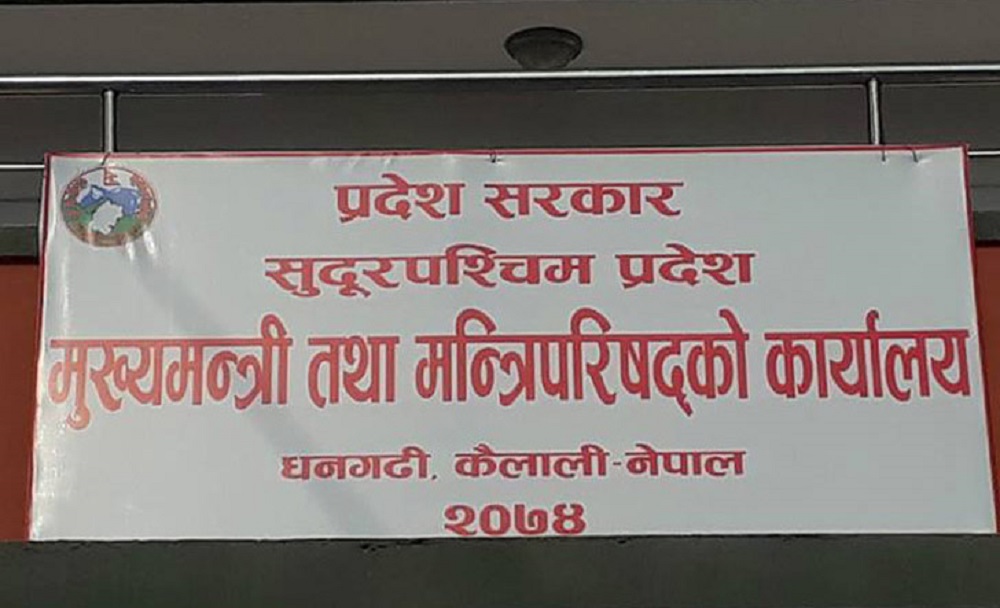 प्रदेश सरकार
सुदूरपश्चिम प्रदेश
मुख्यमन्त्री तथा मन्त्रिपरिषद्को कार्यालय
धनगढी, कैलाली-नेपाल
२०७४